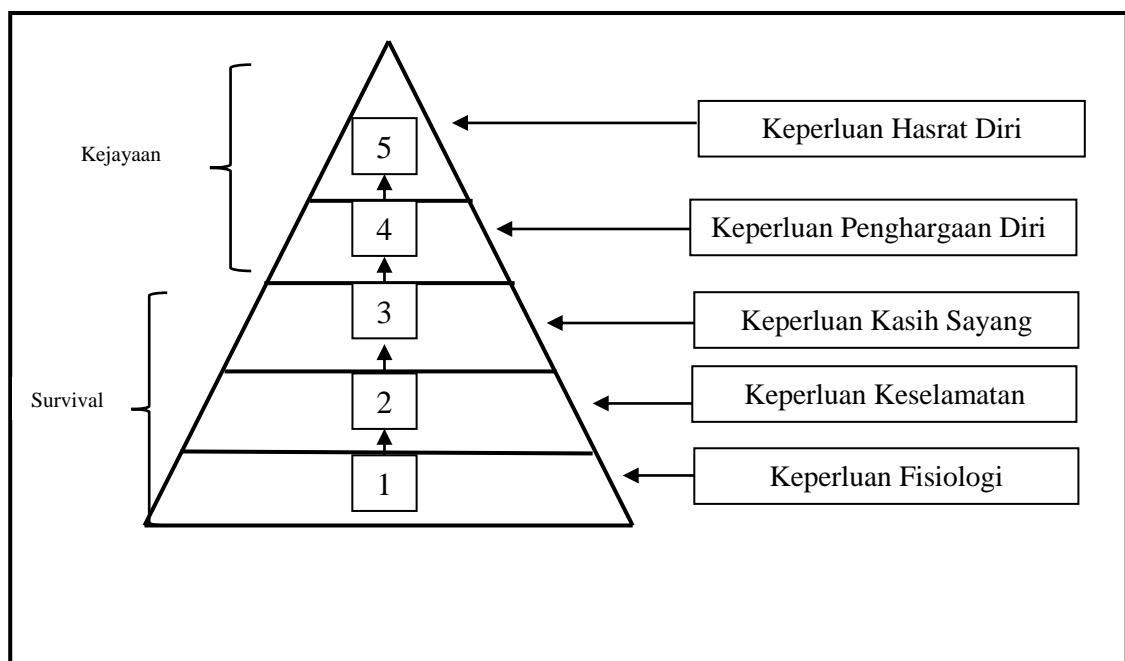 Kejayaan
Survival
5
4
3
2
1
Keperluan Hasrat Diri
Keperluan Penghargaan Diri
Keperluan Kasih Sayang
Keperluan Keselamatan
Keperluan Fisiologi